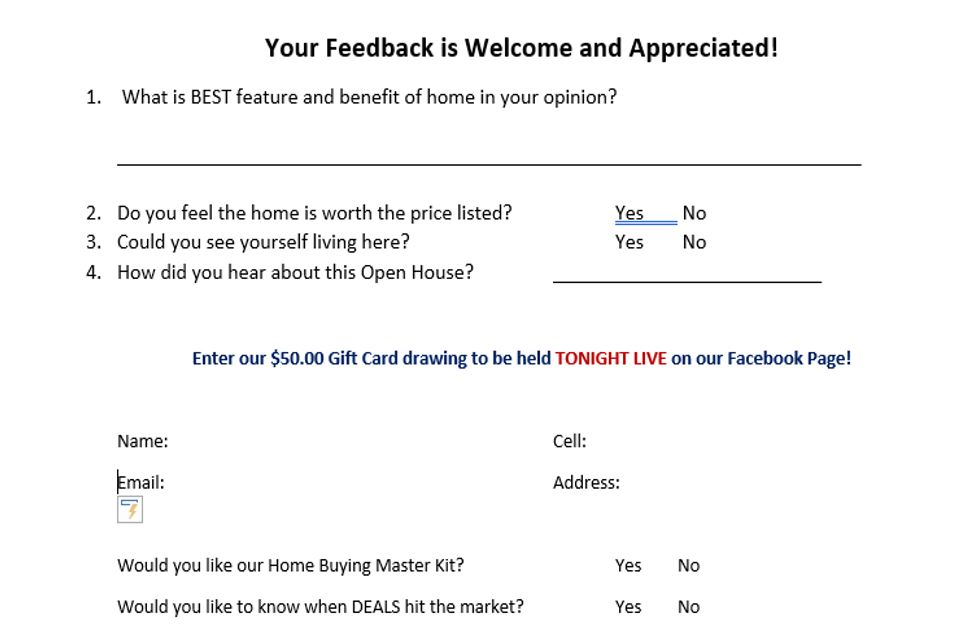 Your Feedback is Welcome and Appreciated!
1. What is BEST feature and benefit of home in your opinion?
2. Do you feel the home is worth the price listed? Yes No
3. Could you see yourself living here? Yes No
4. How did you hear about this Open House?
Enter our $50.00 Gift Card drawing to be held TONIGHT LIVE on our Facebook Page!
Name: Cell:
Email: Address:
Would you like our Home Buying Master Kit? Yes No
Would you like to know when DEALS hit the market? Yes No